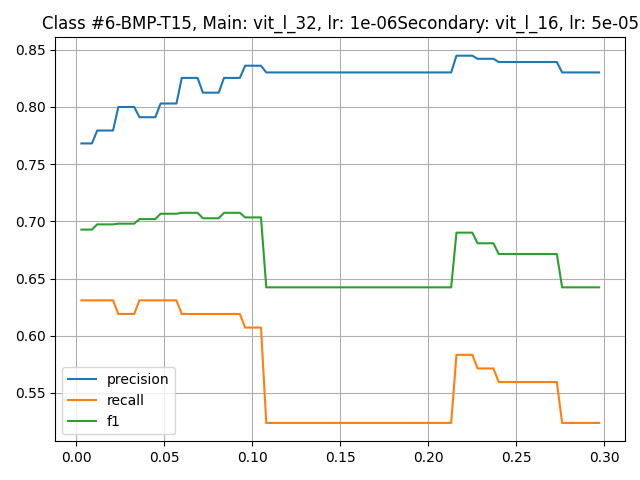 Class #6-BMP-T15, Main: vit_l_32, lr: 1e-06Secondary: vit_l_16, lr: 5e-05
0.85
0.80
0.75
0.70
0.65
0.60
0.55
precision
recall
f1
0.00 0.05 0.10 0.15 0.20 0.25 0.30